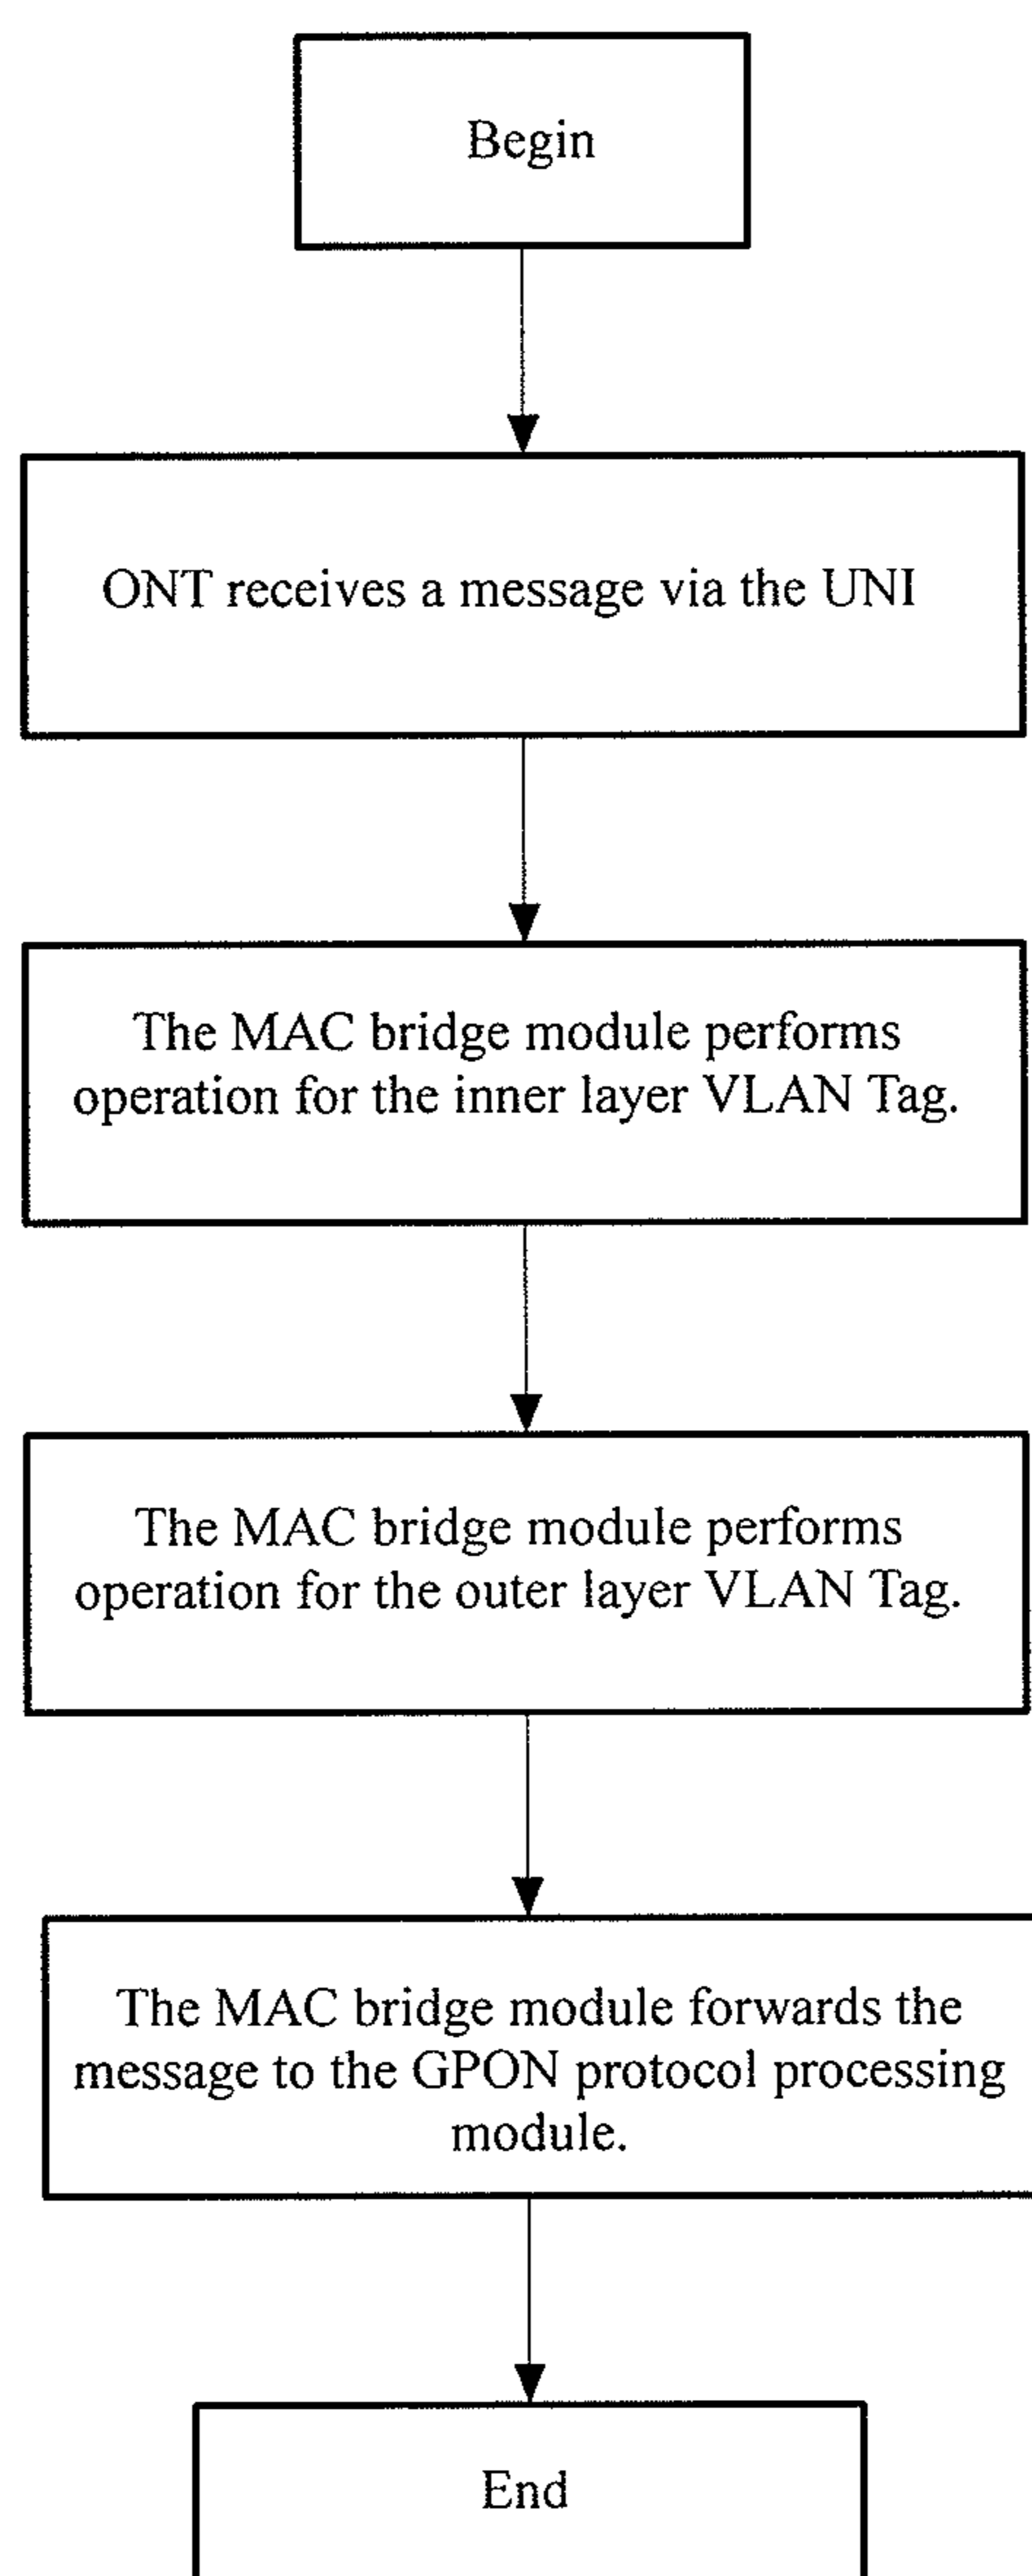 Begin
ONT receives a message via the UNI
The MAC bridge module performs
operation for the inner layer VLAN Tag.
The MAC bridge module performs
operation for the outer layer VLAN Tag.
The MAC bridge module forwards the
message to the GPON protocol processing
module.
End